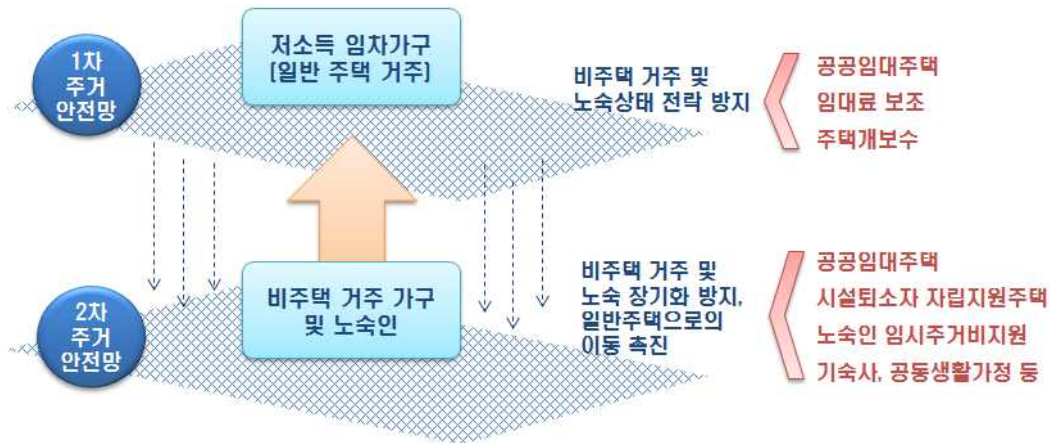 1차
주거
안전망
저소득 임차가구
(일반 주택 거주)
비주택 거주 및
노숙상태 전락 방지
공공임대주택
임대료 보조
주택개보수
2차
주거
안전망
비주택 거주 가구
및 노숙인
비주택 거주 및
노숙 장기화 방지,
일반주택으로의
이동 촉진
공공임대주택
시설퇴소자 자립지원주택
노숙인 임시주거비지원
기숙사, 공동생활가정 등